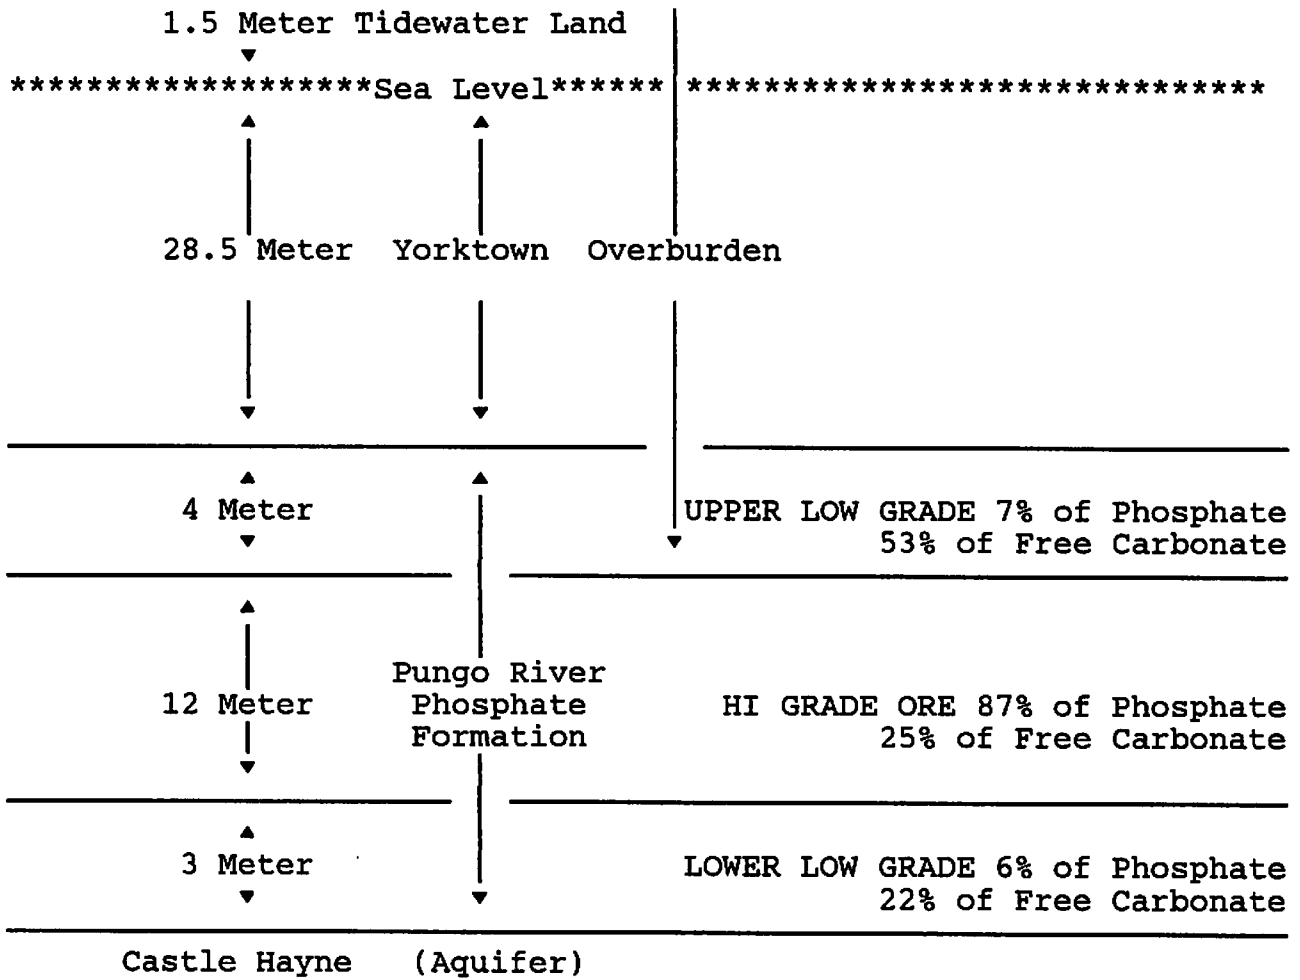 1.5 Meter Tidewater Land
*******************Sea Level****** ******************************
28.5 Meter Yorktown Overburden
4 Meter UPPER LOW GRADE 7% of Phosphate
53% of Free Carbonate
12 Meter Pungo River Phosphate Formation HI GRADE ORE 87% of Phosphate
25% of Free Carbonate
3 Meter LOWER LOW GRADE 6% of Phosphate
22% of Free Carbonate
Castle Hayne (Aquifer)